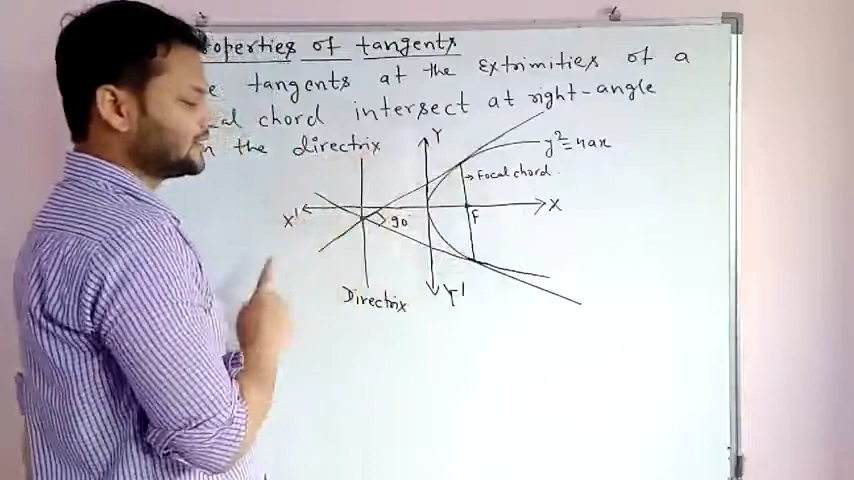 operties of tangents
e tangents at the extrimities of a
al chord intersect at right-angle
n the directrix
Y
y²=4ax
→ Focal chord
X' 90 F X
Directrix Y'